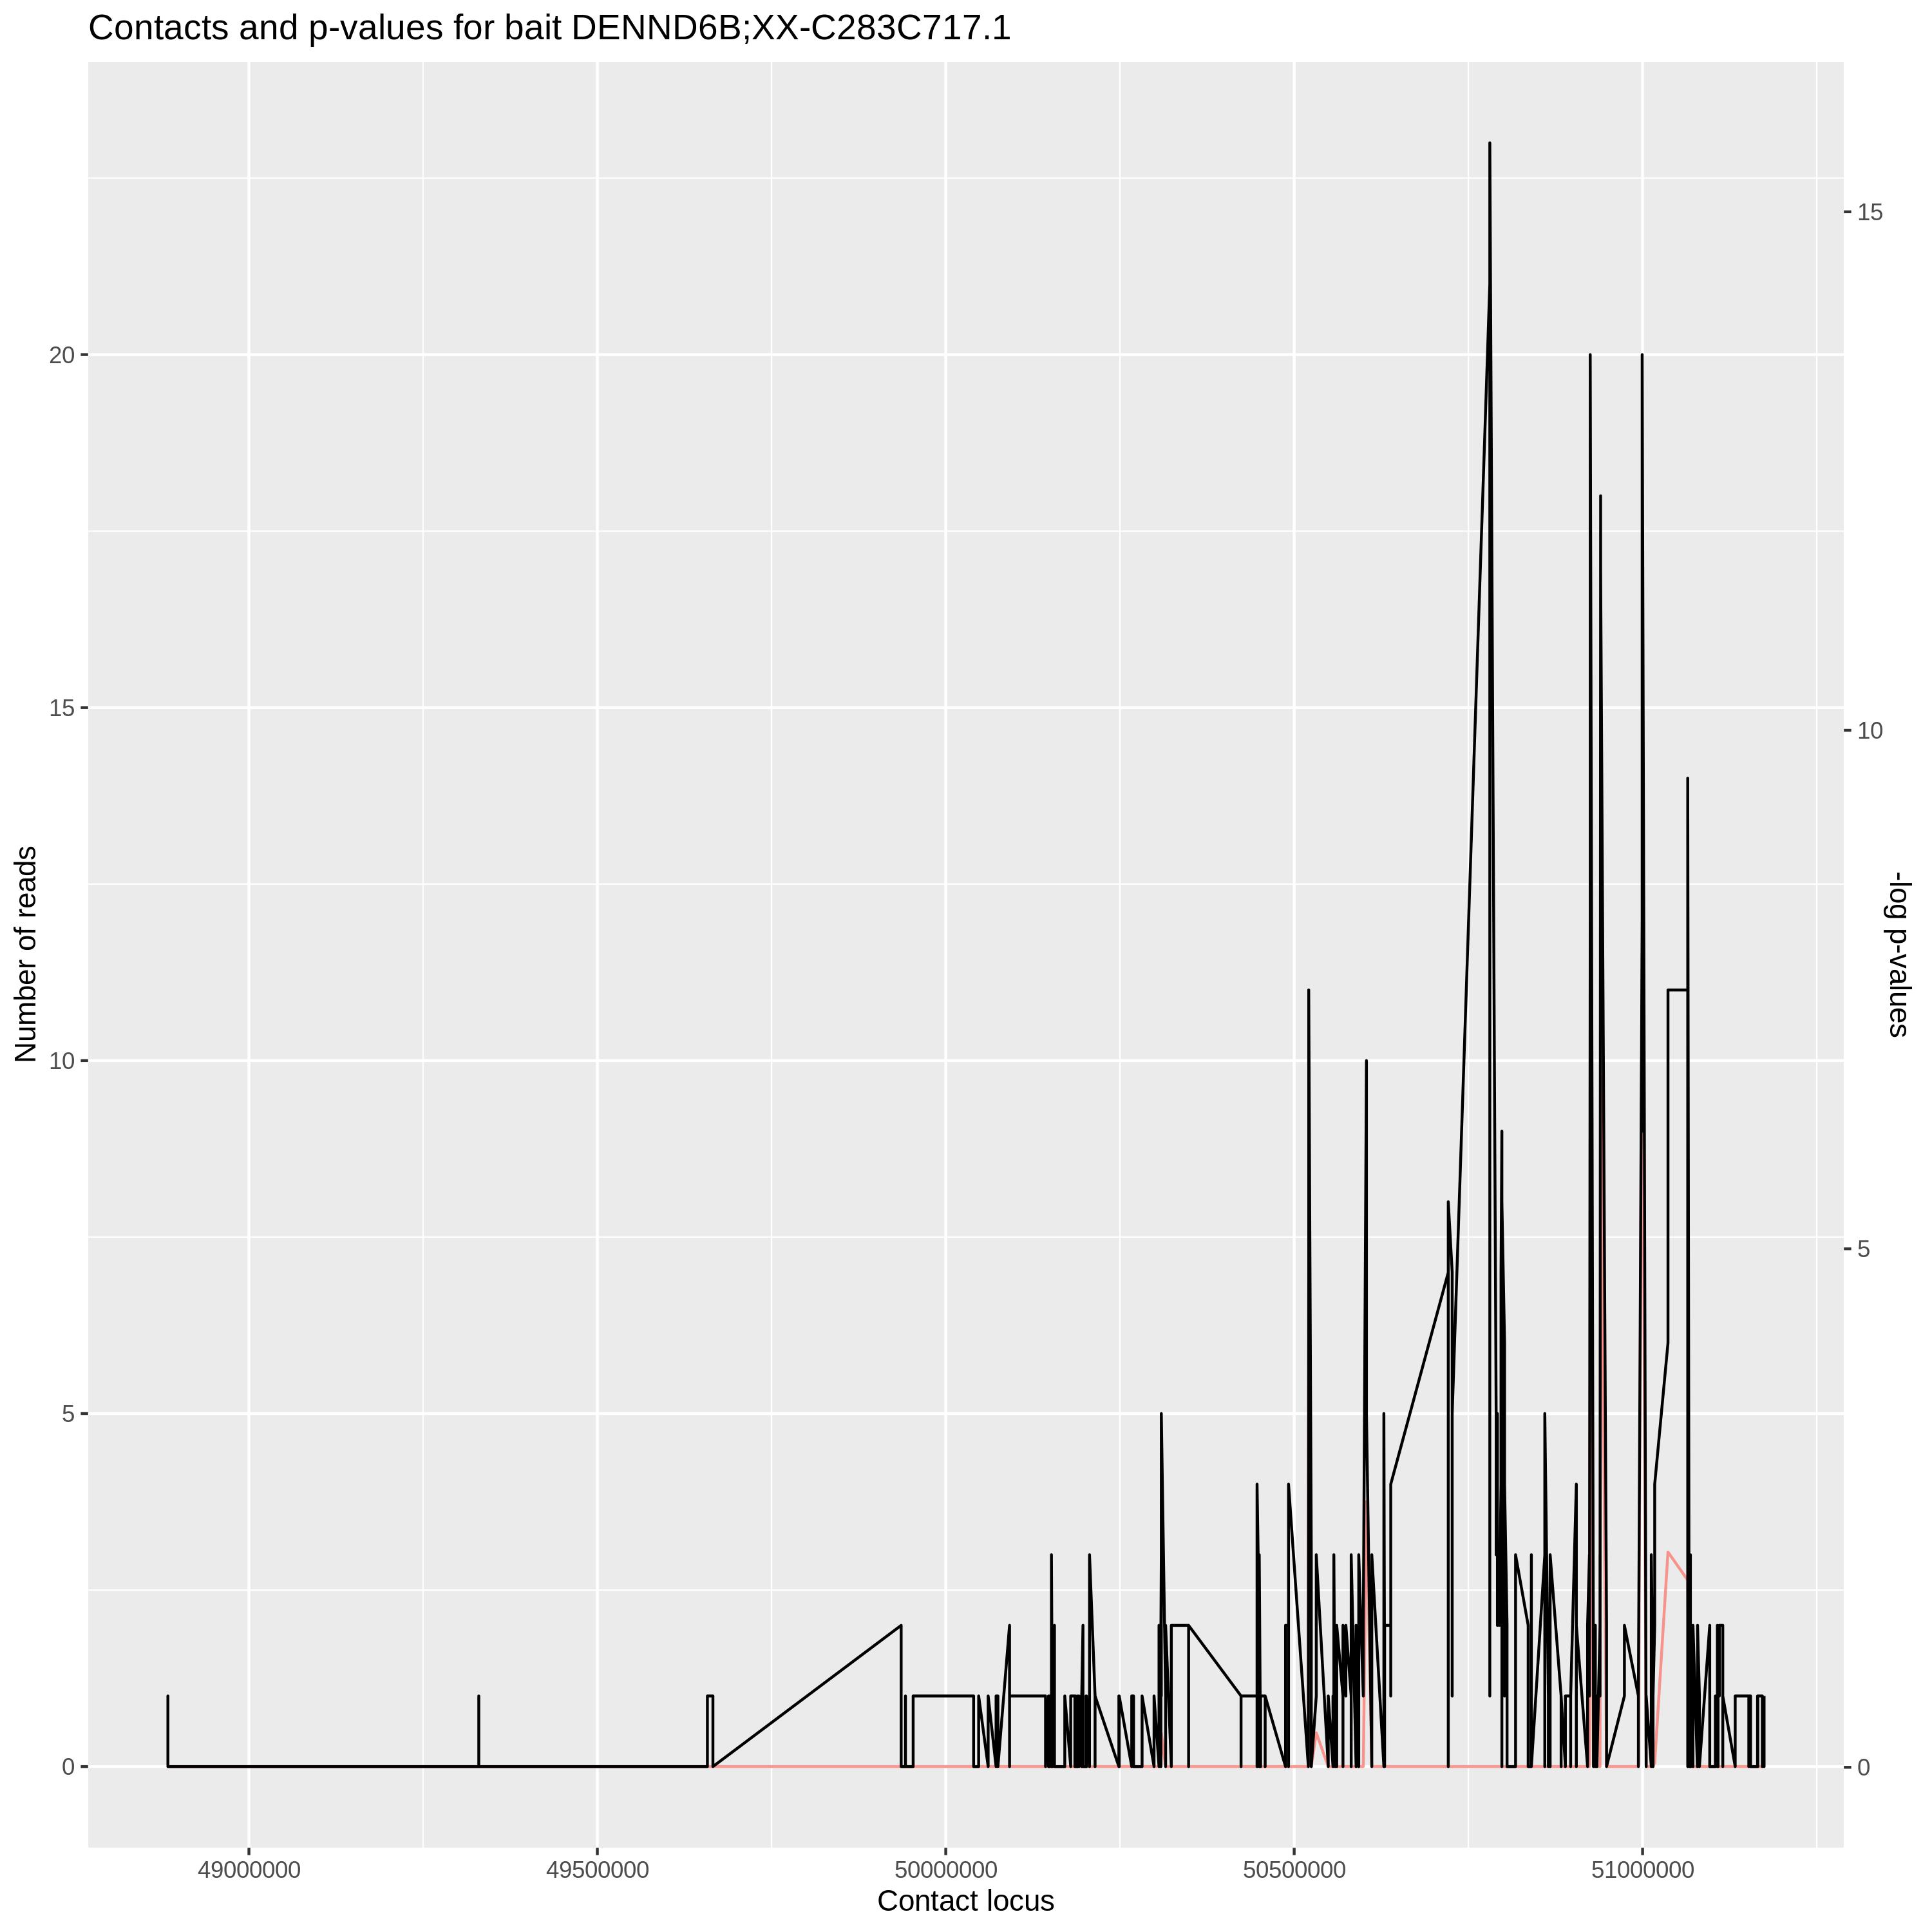 Contacts and p-values for bait DENND6B;XX-C283C717.1
Number of reads
20
15
10
5
0
15
10
5
0
-log p-values
49000000 49500000 50000000 50500000 51000000
Contact locus